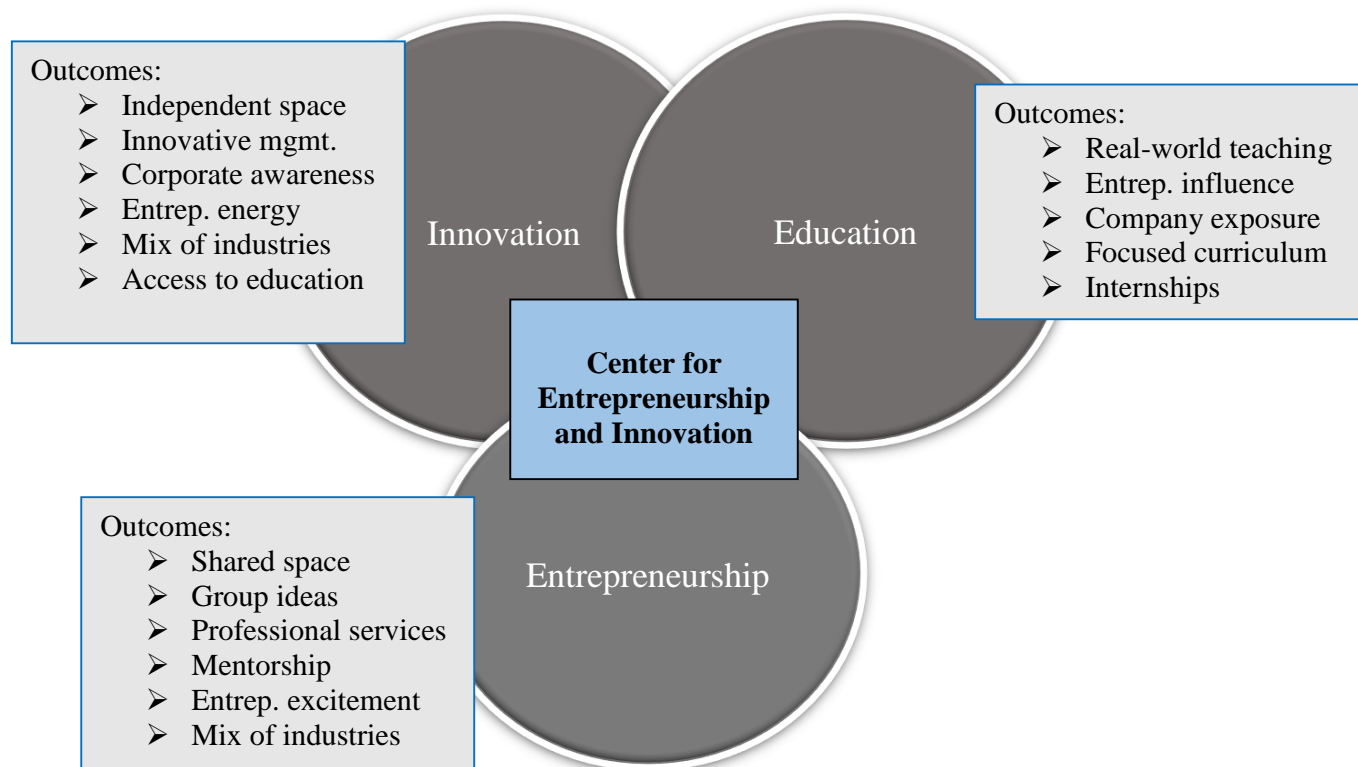 Outcomes:
➢ Independent space
➢ Innovative mgmt.
➢ Corporate awareness
➢ Entrep. energy
➢ Mix of industries
➢ Access to education
Innovation
Education
Outcomes:
➢ Real-world teaching
➢ Entrep. influence
➢ Company exposure
➢ Focused curriculum
➢ Internships
Center for
Entrepreneurship
and Innovation
Outcomes:
➢ Shared space
➢ Group ideas
➢ Professional services
➢ Mentorship
➢ Entrep. excitement
➢ Mix of industries
Entrepreneurship